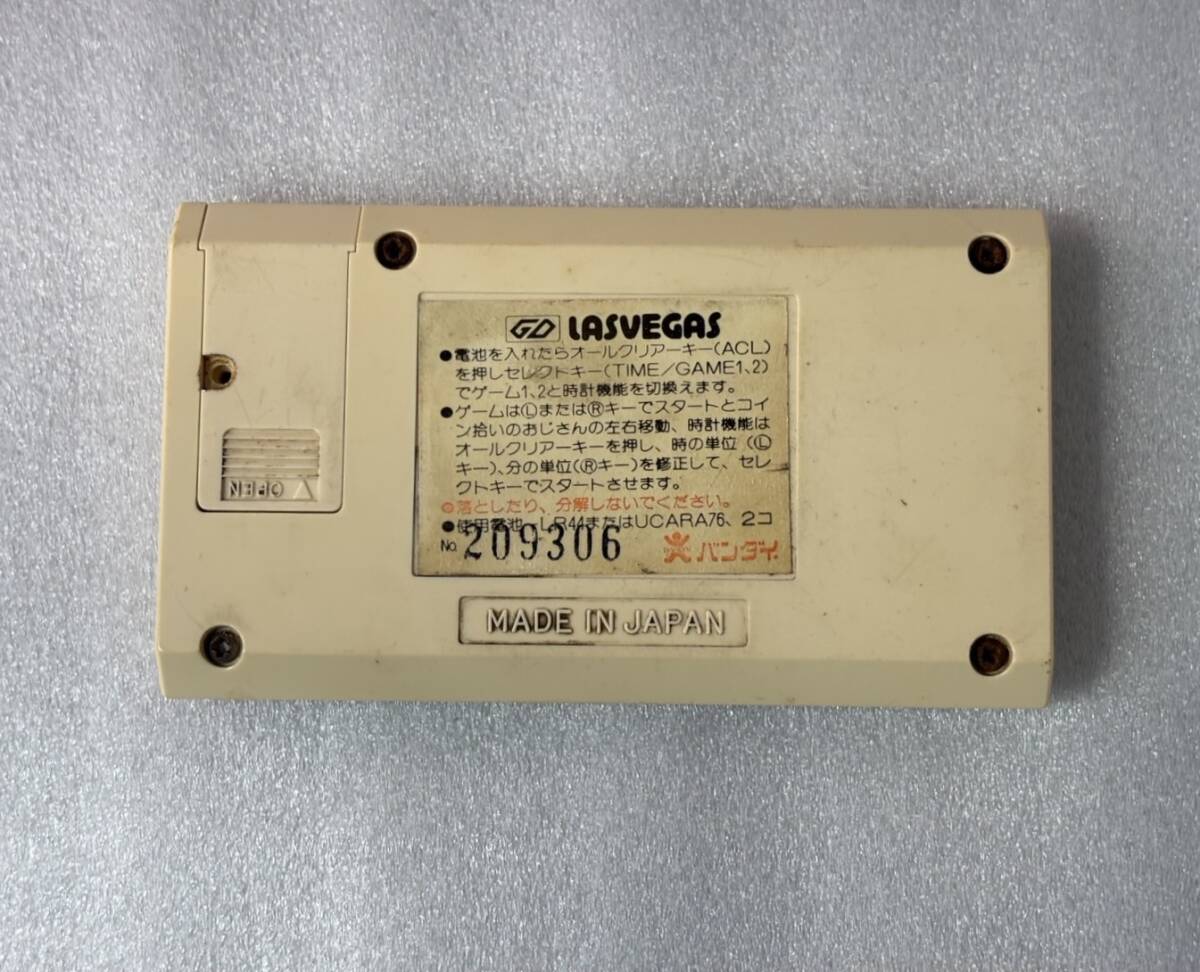 GD LASVEGAS
●電池を入れたらオールクリアーキー(ACL)
を押しセレクトキー(TIME/GAME1、2)
でゲーム1、2と時計機能を切換えます。
●ゲームはⓁまたはⓇキーでスタートとコイ
ン拾いのおじさんの左右移動、時計機能は
オールクリアーキーを押し、時の単位(Ⓛ
キー)、分の単位(Ⓡキー)を修正して、セレ
クトキーでスタートさせます。
◎落としたり、分解しないでください。
●使用電池-LR44またはUCARA76、2コ
No. 209306 バンダイ
MADE IN JAPAN
OPEN